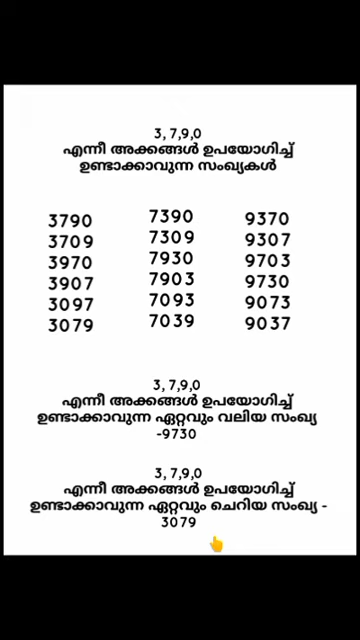 3, 7,9,0
എന്നീ അക്കങ്ങൾ ഉപയോഗിച്ച്
ഉണ്ടാക്കാവുന്ന സംഖ്യകൾ
3790 7390 9370
3709 7309 9307
3970 7930 9703
3907 7903 9730
3097 7093 9073
3079 7039 9037
3, 7,9,0
എന്നീ അക്കങ്ങൾ ഉപയോഗിച്ച്
ഉണ്ടാക്കാവുന്ന ഏറ്റവും വലിയ സംഖ്യ
-9730
3, 7,9,0
എന്നീ അക്കങ്ങൾ ഉപയോഗിച്ച്
ഉണ്ടാക്കാവുന്ന ഏറ്റവും ചെറിയ സംഖ്യ -
3079